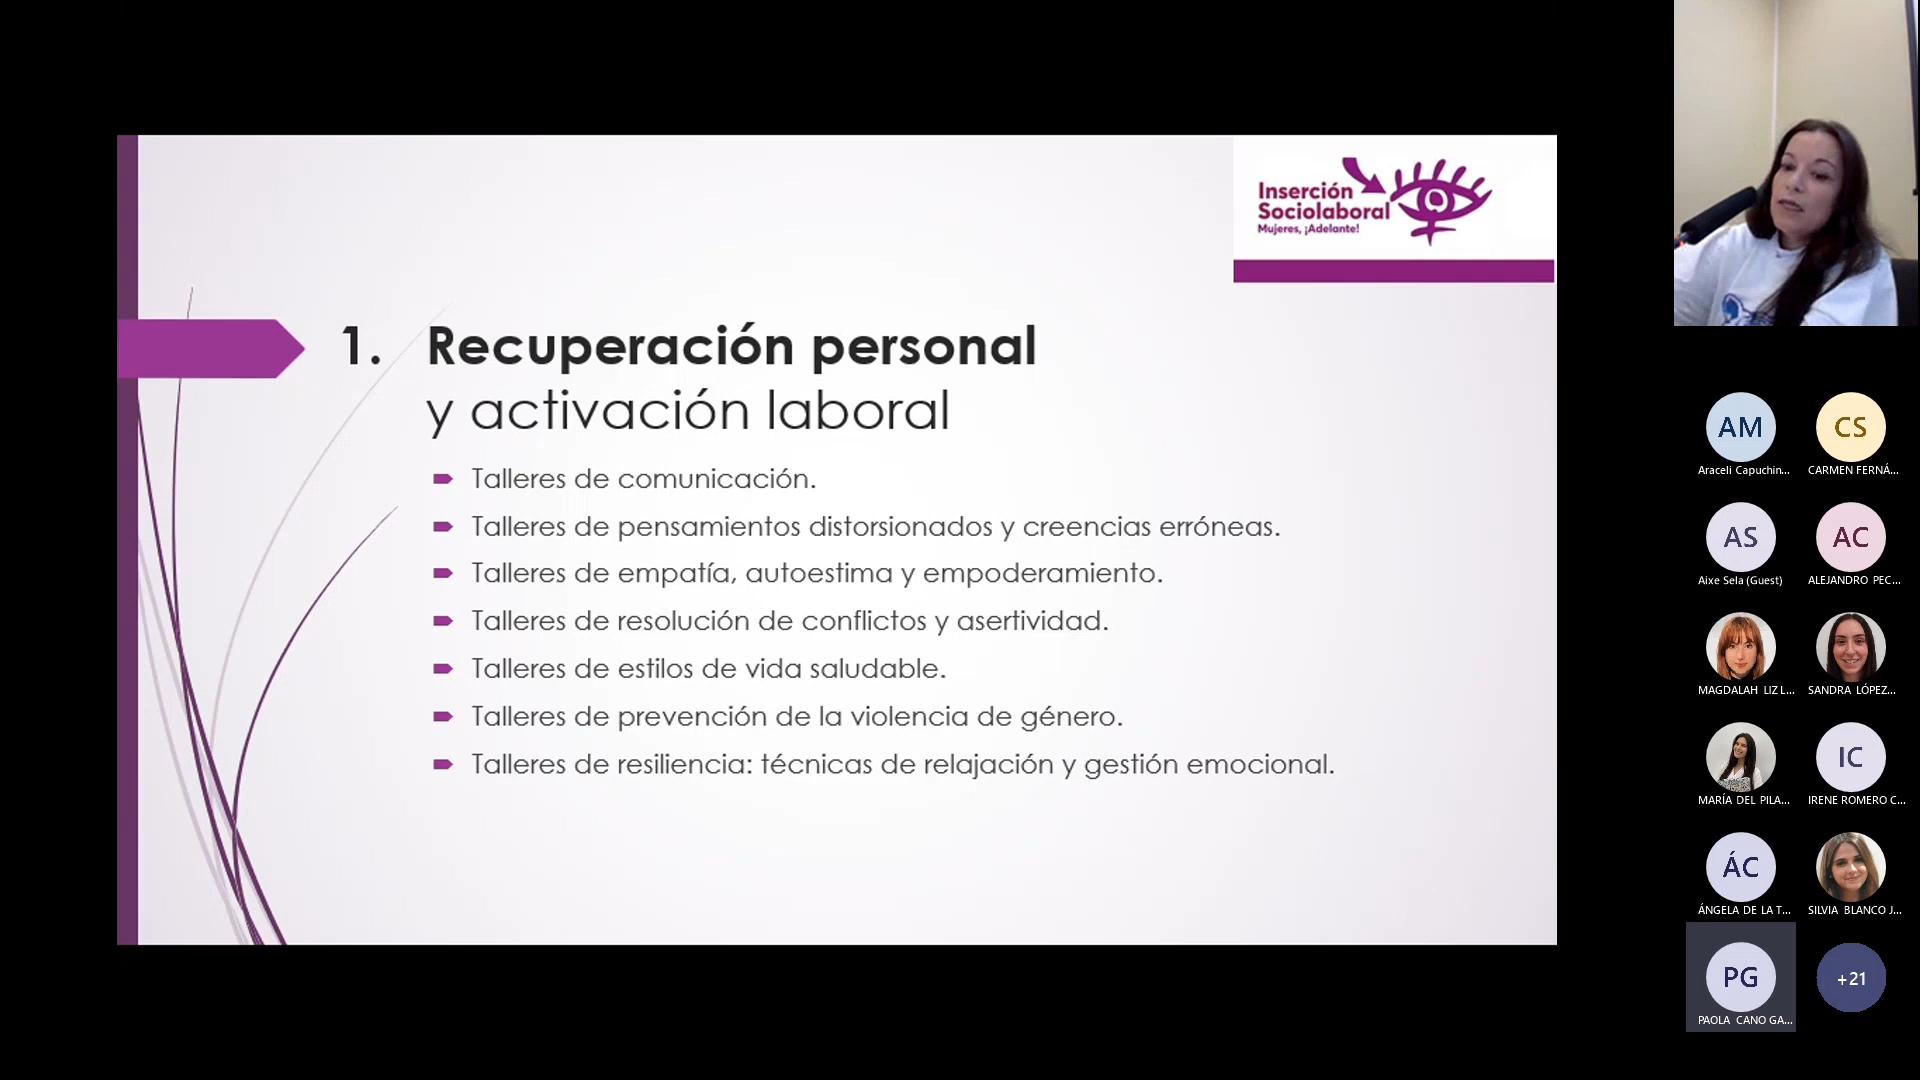 Inserción
Sociolaboral
Mujeres, ¡Adelante!
1. Recuperación personal
y activación laboral
Talleres de comunicación.
Talleres de pensamientos distorsionados y creencias erróneas.
Talleres de empatía, autoestima y empoderamiento.
Talleres de resolución de conflictos y asertividad.
Talleres de estilos de vida saludable.
Talleres de prevención de la violencia de género.
Talleres de resiliencia: técnicas de relajación y gestión emocional.
AM
CS
Araceli Capuchin...
CARMEN FERNÁ...
AS
AC
Aixe Sela (Guest)
ALEJANDRO PEC...
MAGDALAH LIZ L...
SANDRA LÓPEZ...
IC
MARÍA DEL PILA...
IRENE ROMERO C...
ÁC
ÁNGELA DE LA T...
SILVIA BLANCO J...
PG
+21
PAOLA CANO GA...